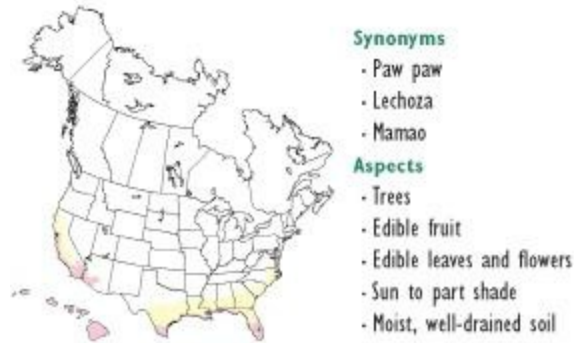 Synonyms
- Paw paw
- Lechoza
- Mamao
Aspects
- Trees
- Edible fruit
- Edible leaves and flowers
- Sun to part shade
- Moist, well-drained soil